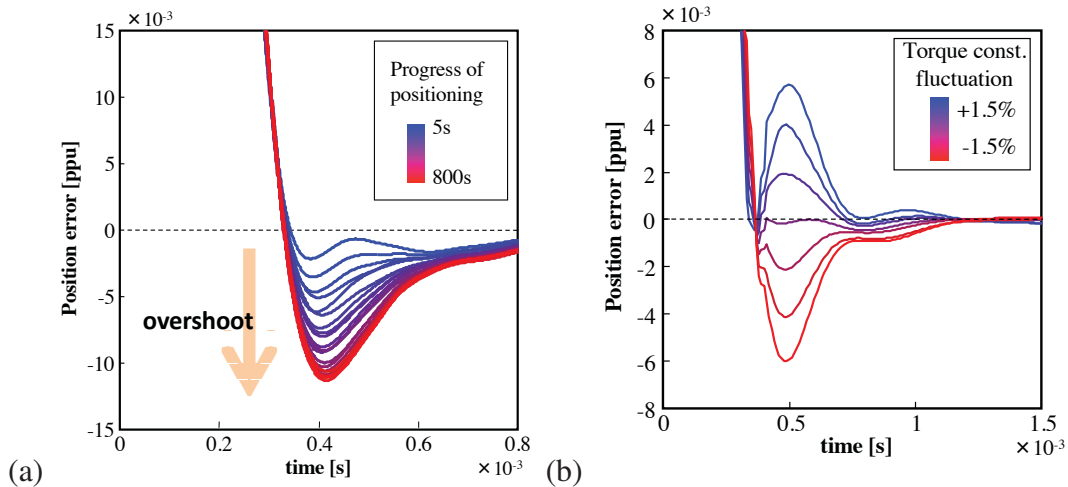 × 10⁻³
15
10
5
0
-5
-10
-15
Position error [ppu]
Progress of
positioning
5s
800s
overshoot
0
0.2
0.4
0.6
0.8
time [s]
× 10⁻³
(a)
× 10⁻³
8
6
4
2
0
-2
-4
-6
-8
Position error [ppu]
Torque const.
fluctuation
+1.5%
-1.5%
0
0.5
1
1.5
time [s]
× 10⁻³
(b)